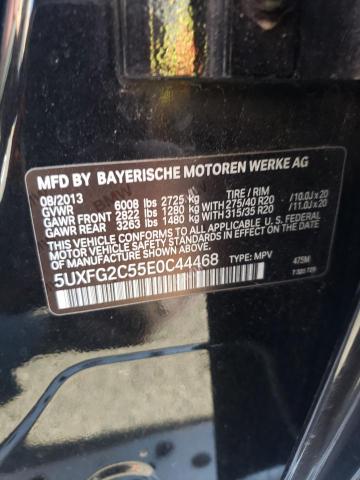 MFD BY BAYERISCHE MOTOREN WERKE AG
08/2013 TIRE / RIM
GVWR 6008 lbs 2725 kg
GAWR FRONT 2822 lbs 1280 kg 275/40 R20 /10.0J x 20
GAWR REAR 3263 lbs 1480 kg 315/35 R20 /11.0J x 20
THIS VEHICLE CONFORMS TO ALL APPLICABLE U.S. FEDERAL
MOTOR VEHICLE SAFETY STANDARDS IN EFFECT ON THE DATE
OF MANUFACTURE SHOWN ABOVE.
5UXFG2C55E0C44468 TYPE: MPV 475M